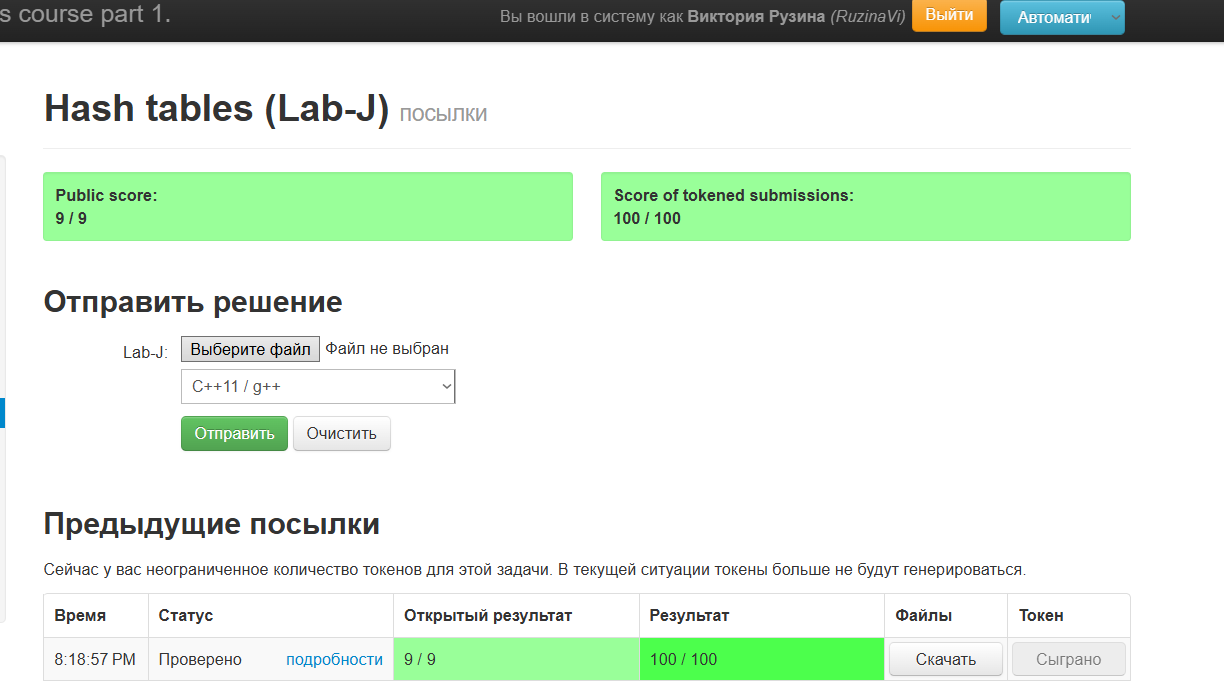 s course part 1.
Вы вошли в систему как Виктория Рузина (RuzinaVi) Выйти Автомати
Hash tables (Lab-J) посылки
Public score: Score of tokened submissions:
9 / 9 100 / 100
Отправить решение
Lab-J: Выберите файл Файл не выбран
C++11 / g++
Отправить Очистить
Предыдущие посылки
Сейчас у вас неограниченное количество токенов для этой задачи. В текущей ситуации токены больше не будут генерироваться.
Время Статус Открытый результат Результат Файлы Токен
8:18:57 PM Проверено подробности 9 / 9 100 / 100 Скачать Сыграно